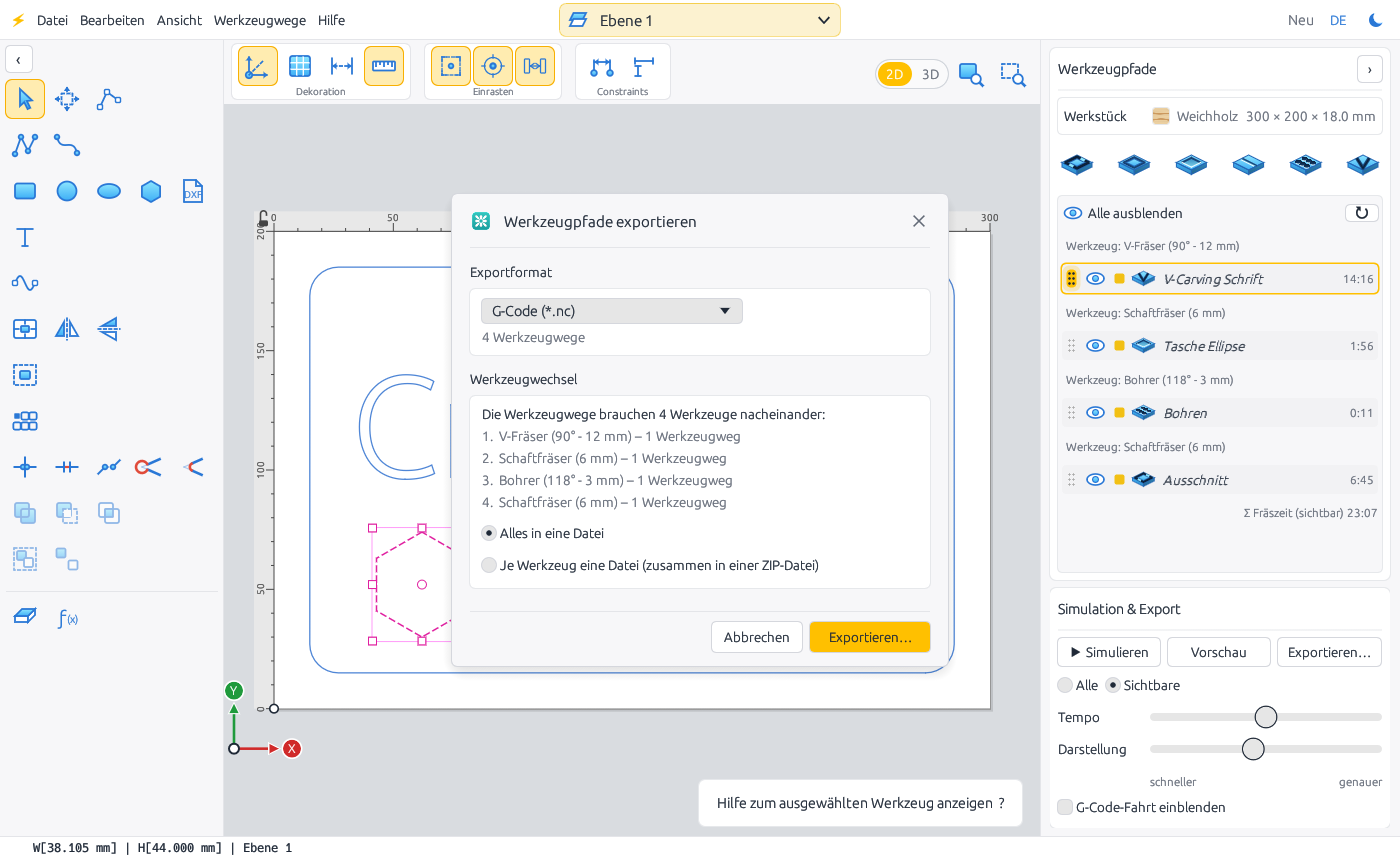 Datei Bearbeiten Ansicht Werkzeugwege Hilfe
Ebene 1
Neu DE
Dekoration
Einrasten
Constraints
2D 3D
DXF
f(x)
0 50 300
200
150
100
50
0
C
Y
X
Werkzeugpfade exportieren
Exportformat
G-Code (*.nc)
4 Werkzeugwege
Werkzeugwechsel
Die Werkzeugwege brauchen 4 Werkzeuge nacheinander:
1. V-Fräser (90° - 12 mm) – 1 Werkzeugweg
2. Schaftfräser (6 mm) – 1 Werkzeugweg
3. Bohrer (118° - 3 mm) – 1 Werkzeugweg
4. Schaftfräser (6 mm) – 1 Werkzeugweg
Alles in eine Datei
Je Werkzeug eine Datei (zusammen in einer ZIP-Datei)
Abbrechen Exportieren…
Hilfe zum ausgewählten Werkzeug anzeigen ?
Werkzeugpfade
Werkstück Weichholz 300 × 200 × 18.0 mm
Alle ausblenden
Werkzeug: V-Fräser (90° - 12 mm)
V-Carving Schrift 14:16
Werkzeug: Schaftfräser (6 mm)
Tasche Ellipse 1:56
Werkzeug: Bohrer (118° - 3 mm)
Bohren 0:11
Werkzeug: Schaftfräser (6 mm)
Ausschnitt 6:45
Σ Fräszeit (sichtbar) 23:07
Simulation & Export
Simulieren Vorschau Exportieren…
Alle Sichtbare
Tempo
Darstellung
schneller genauer
G-Code-Fahrt einblenden
W[38.105 mm] | H[44.000 mm] | Ebene 1